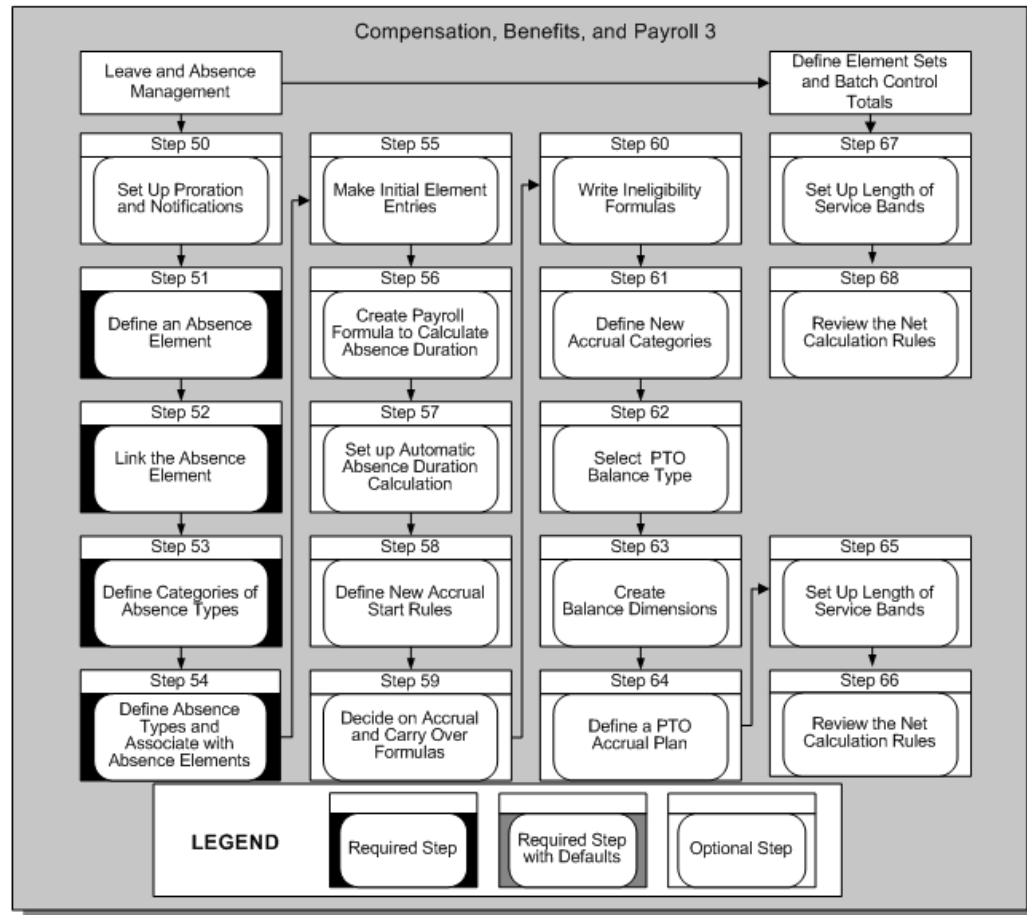 Compensation, Benefits, and Payroll 3
Leave and Absence
Management
Define Element Sets
and Batch Control
Totals
Step 50
Set Up Proration
and Notifications
Step 51
Define an Absence
Element
Step 52
Link the Absence
Element
Step 53
Define Categories of
Absence Types
Step 54
Define Absence
Types and
Associate with
Absence Elements
Step 55
Make Initial Element
Entries
Step 56
Create Payroll
Formula to Calculate
Absence Duration
Step 57
Set up Automatic
Absence Duration
Calculation
Step 58
Define New Accrual
Start Rules
Step 59
Decide on Accrual
and Carry Over
Formulas
Step 60
Write Ineligibility
Formulas
Step 61
Define New
Accrual Categories
Step 62
Select PTO
Balance Type
Step 63
Create
Balance Dimensions
Step 64
Define a PTO
Accrual Plan
Step 65
Set Up Length of
Service Bands
Step 66
Review the Net
Calculation Rules
Step 67
Set Up Length of
Service Bands
Step 68
Review the Net
Calculation Rules
LEGEND
Required Step
Required Step
with Defaults
Optional Step